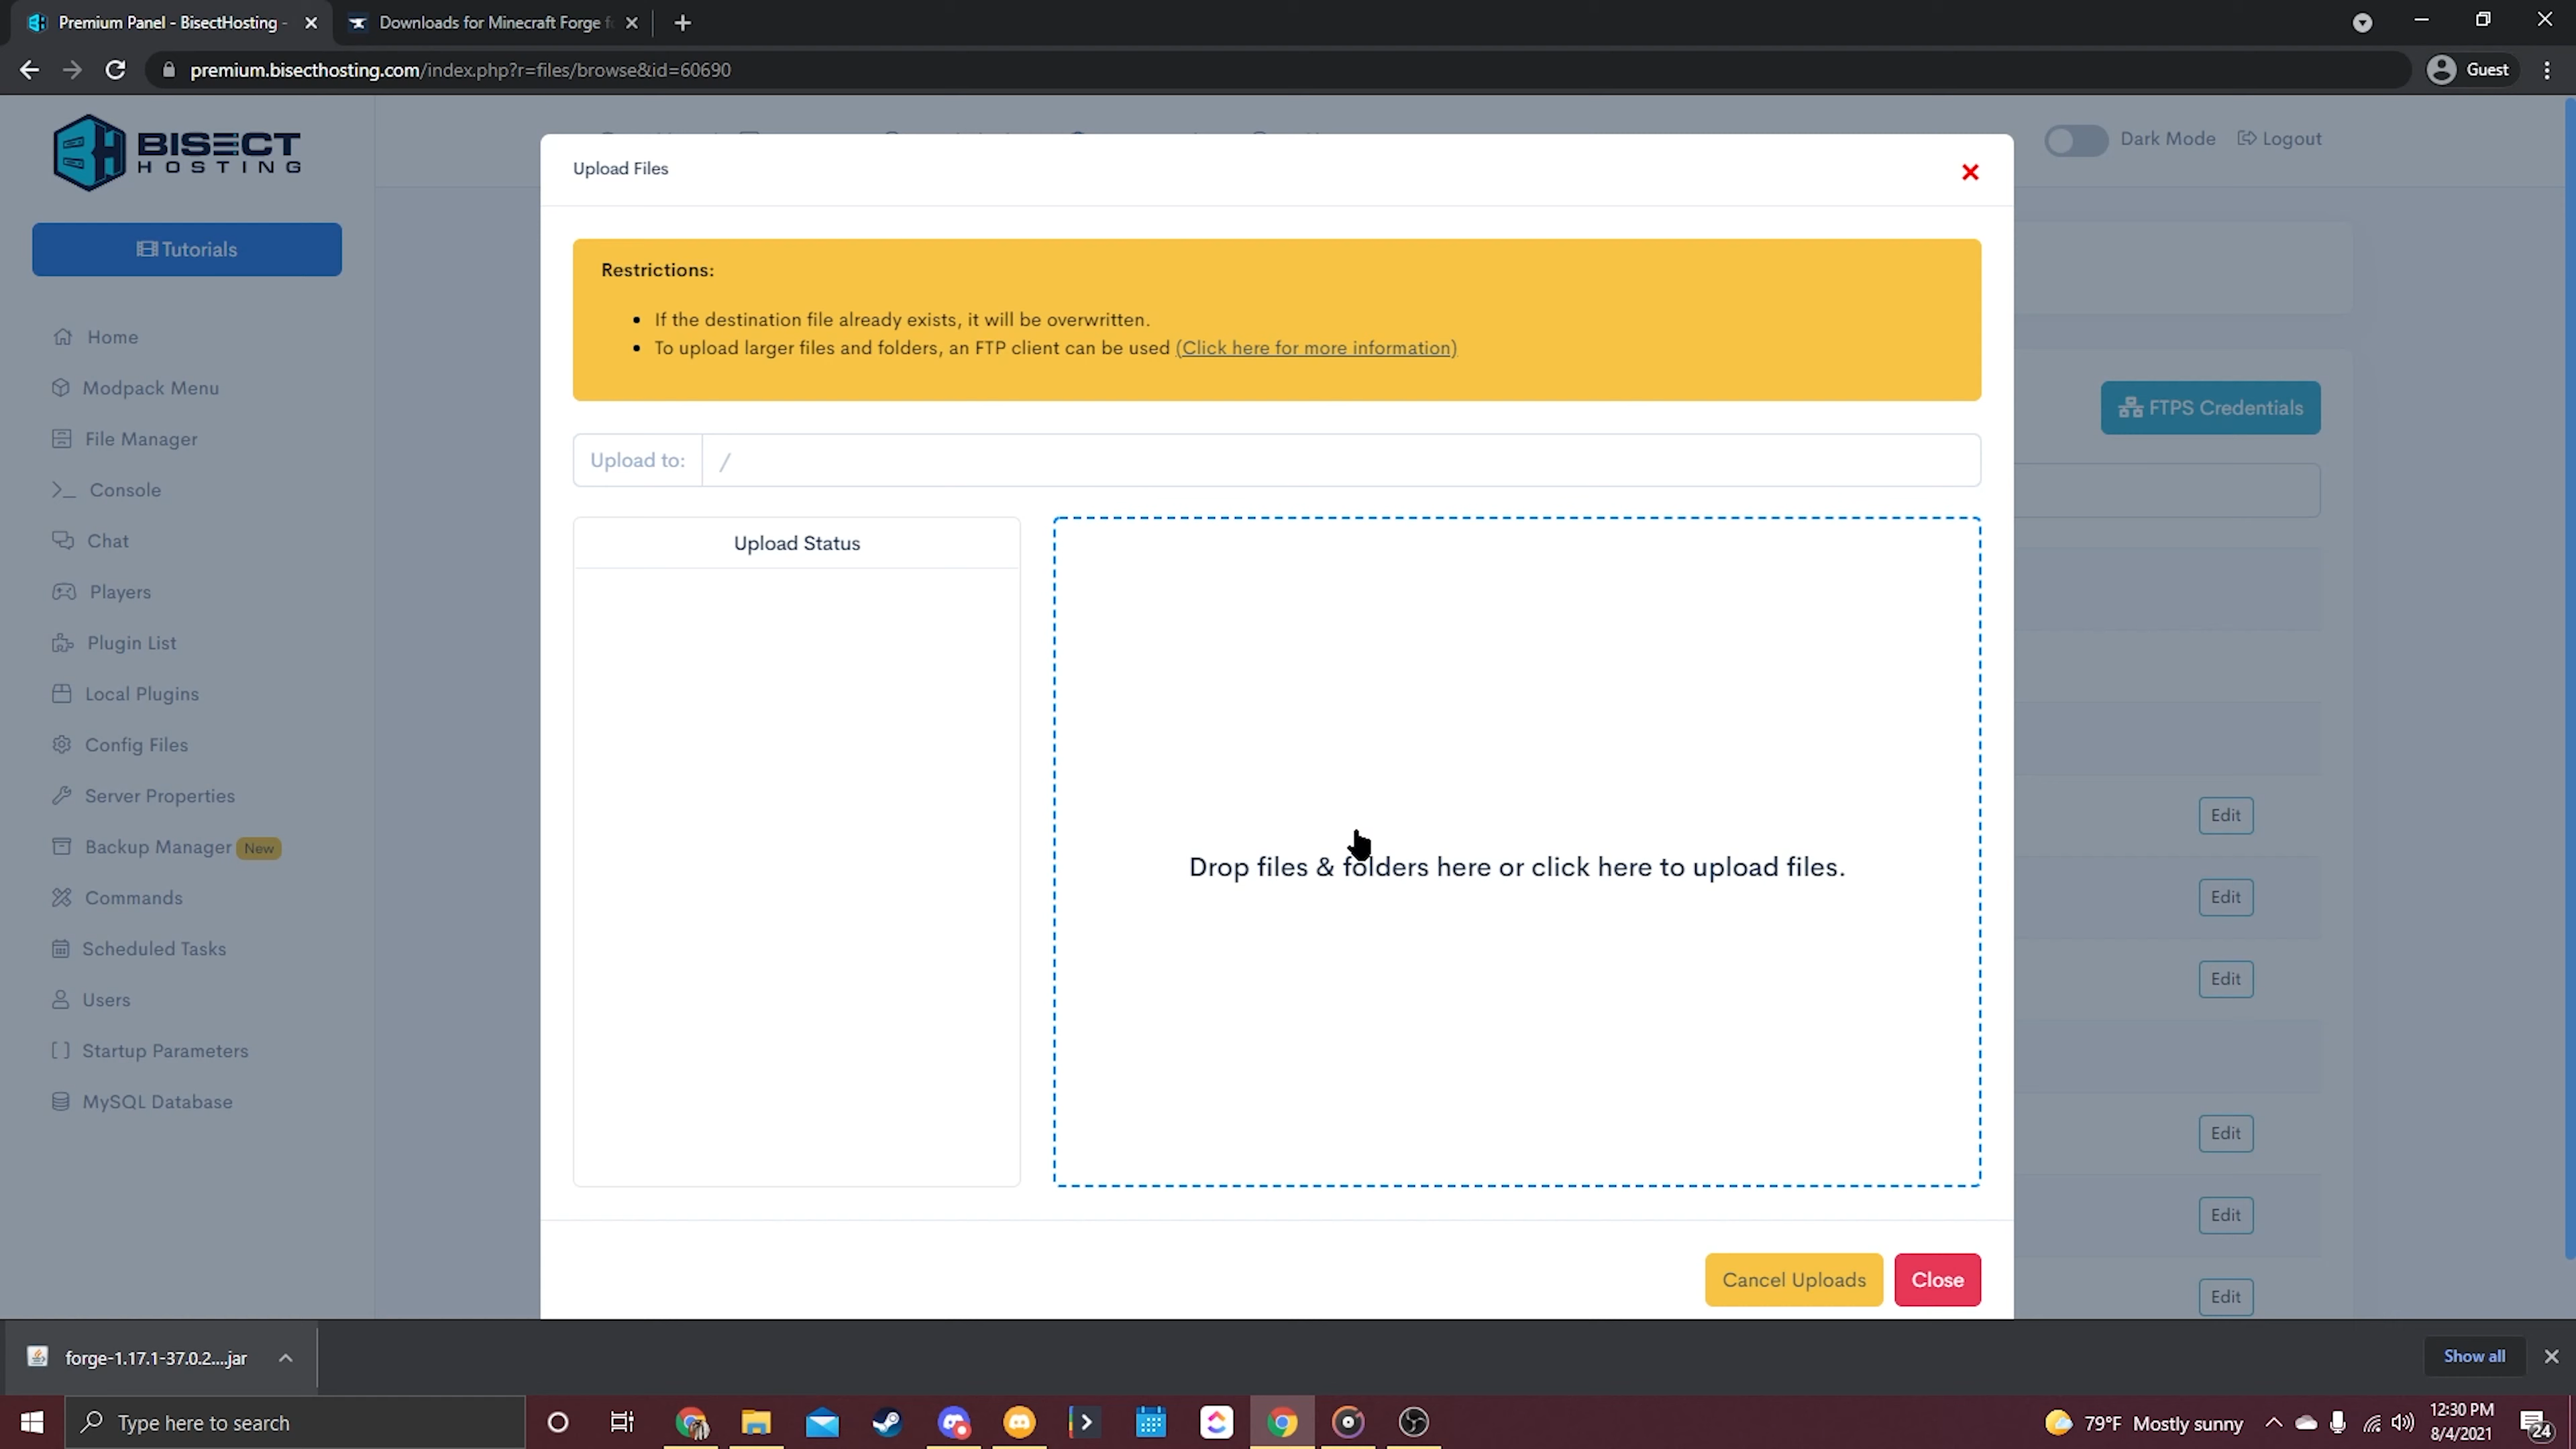 Premium Panel - BisectHosting -
Downloads for Minecraft Forge f
premium.bisecthosting.com/index.php?r=files/browse&id=60690
Guest
BISECT
HOSTING
Dark Mode
Logout
Tutorials
Upload Files
Restrictions:
If the destination file already exists, it will be overwritten.
To upload larger files and folders, an FTP client can be used (Click here for more information)
Home
Modpack Menu
File Manager
Console
Chat
Players
Plugin List
Local Plugins
Config Files
Server Properties
Backup Manager New
Commands
Scheduled Tasks
Users
Startup Parameters
MySQL Database
FTPS Credentials
Upload to: /
Upload Status
Drop files & folders here or click here to upload files.
Edit
Edit
Edit
Edit
Edit
Edit
Cancel Uploads
Close
forge-1.17.1-37.0.2....jar
Show all
Type here to search
79°F Mostly sunny
12:30 PM
8/4/2021
24